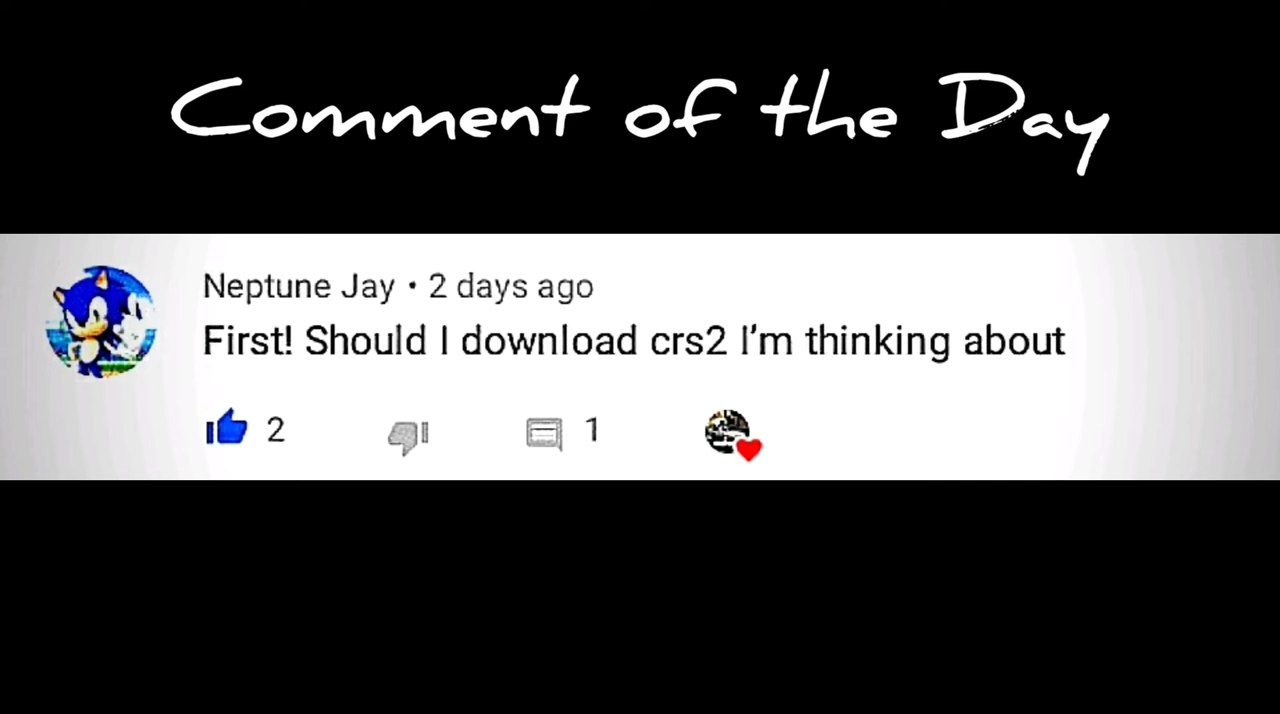 Comment of the Day
Neptune Jay • 2 days ago
First! Should I download crs2 I’m thinking about
2 1